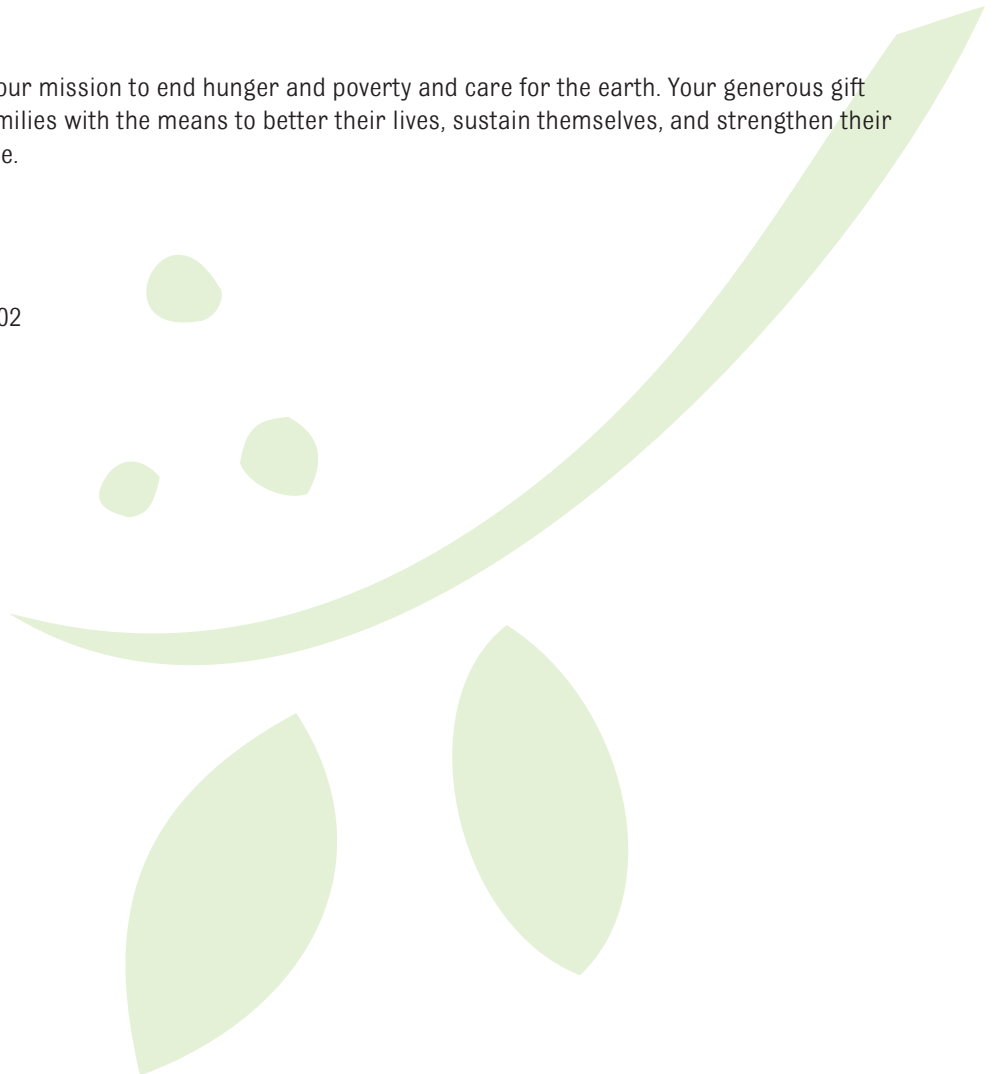 our mission to end hunger and poverty and care for the earth. Your generous gift
milies with the means to better their lives, sustain themselves, and strengthen their
e.
02